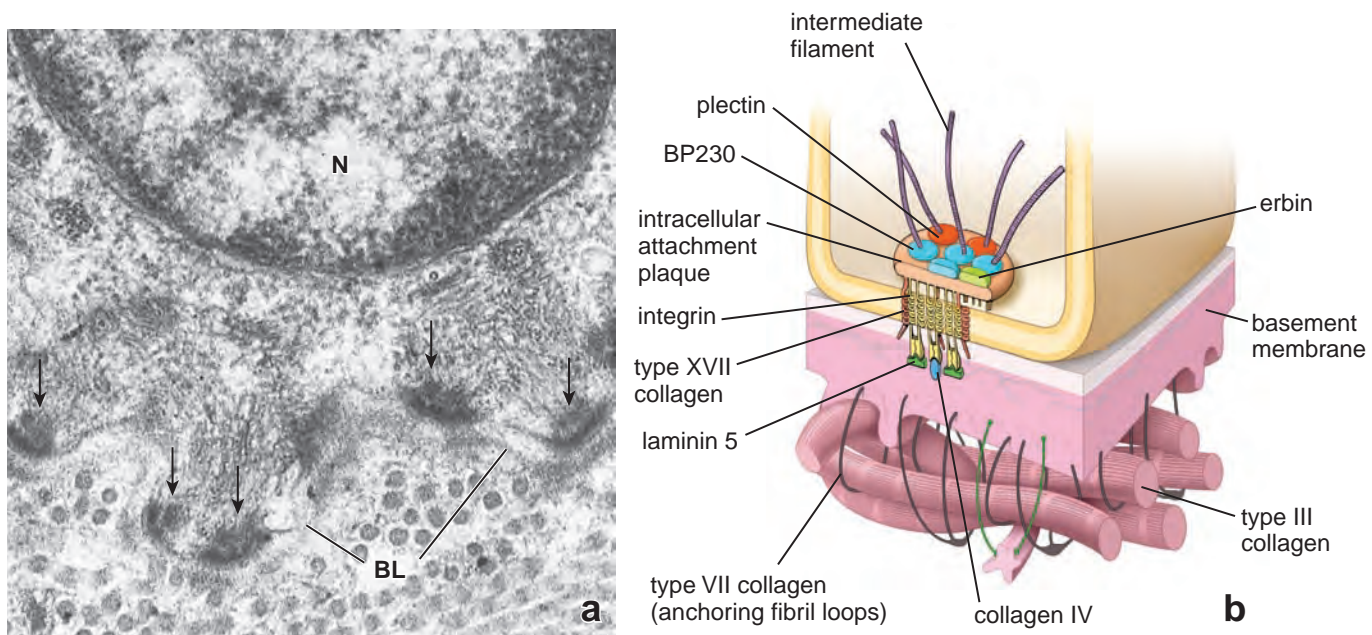 N
BL
a
intermediate
filament
plectin
BP230
intracellular
attachment
plaque
integrin
type XVII
collagen
laminin 5
type VII collagen
(anchoring fibril loops)
collagen IV
erbin
basement
membrane
type III
collagen
b